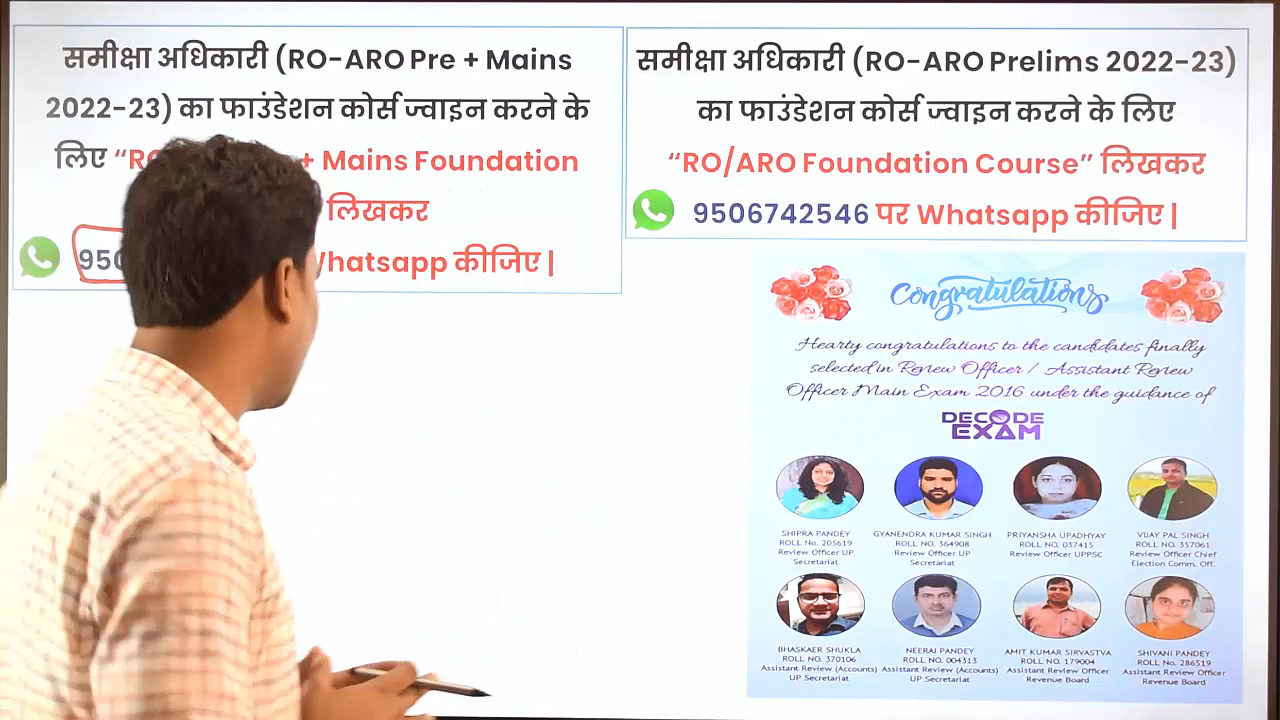 समीक्षा अधिकारी (RO-ARO Pre + Mains
2022-23) का फाउंडेशन कोर्स ज्वाइन करने के
लिए + Mains Foundation
लिखकर
कीजिए |
समीक्षा अधिकारी (RO-ARO Prelims 2022-23)
का फाउंडेशन कोर्स ज्वाइन करने के लिए
“RO/ARO Foundation Course” लिखकर
9506742546 पर Whatsapp कीजिए |
Congratulations
Hearty congratulations to the candidates finally
selected in Review Officer / Assistant Review
Officer Main Exam 2016 under the guidance of
DECODE
EXAM
SHIPRA PANDEY
ROLL No. 205619
Review Officer UP
Secretariat
GYANENDRA KUMAR SINGH
ROLL NO. 364908
Review Officer UP
Secretariat
PRIYANSHA UPADHYAY
ROLL NO. 037415
Review Officer UPPSC
VIJAY PAL SINGH
ROLL NO. 357061
Review Officer Chief
Election Comm. Off.
BHASKAER SHUKLA
ROLL NO. 370106
Assistant Review (Accounts)
UP Secretariat
NEERAJ PANDEY
ROLL NO. 004313
Assistant Review (Accounts)
UP Secretariat
AMIT KUMAR SIRVASTVA
ROLL NO. 179004
Assistant Review Officer
Revenue Board
SHIVANI PANDEY
ROLL NO. 286519
Assistant Review Officer
Revenue Board